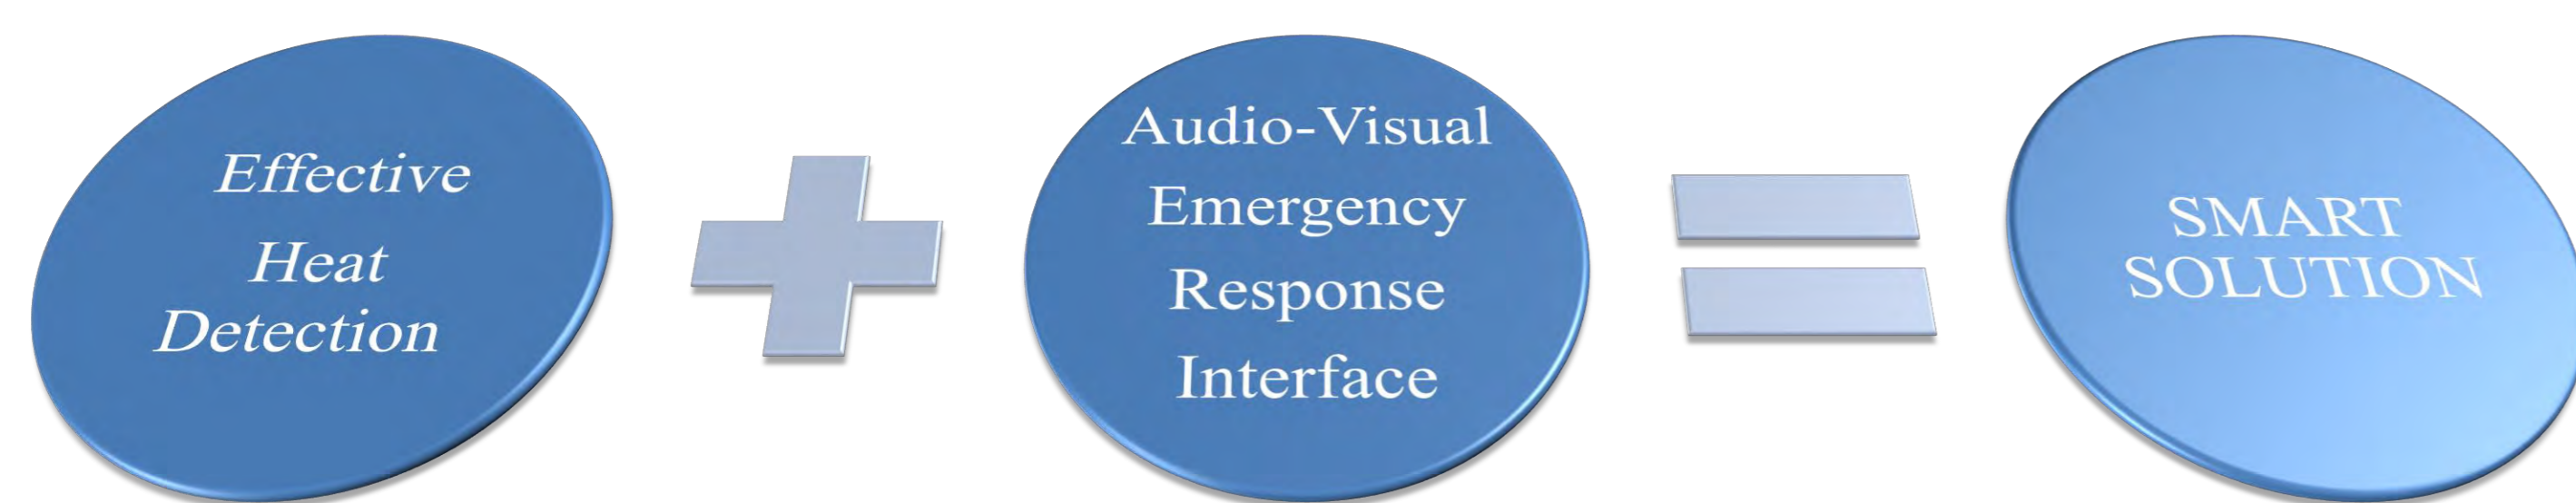 Effective
Heat
Detection
Audio-Visual
Emergency
Response
Interface
SMART
SOLUTION